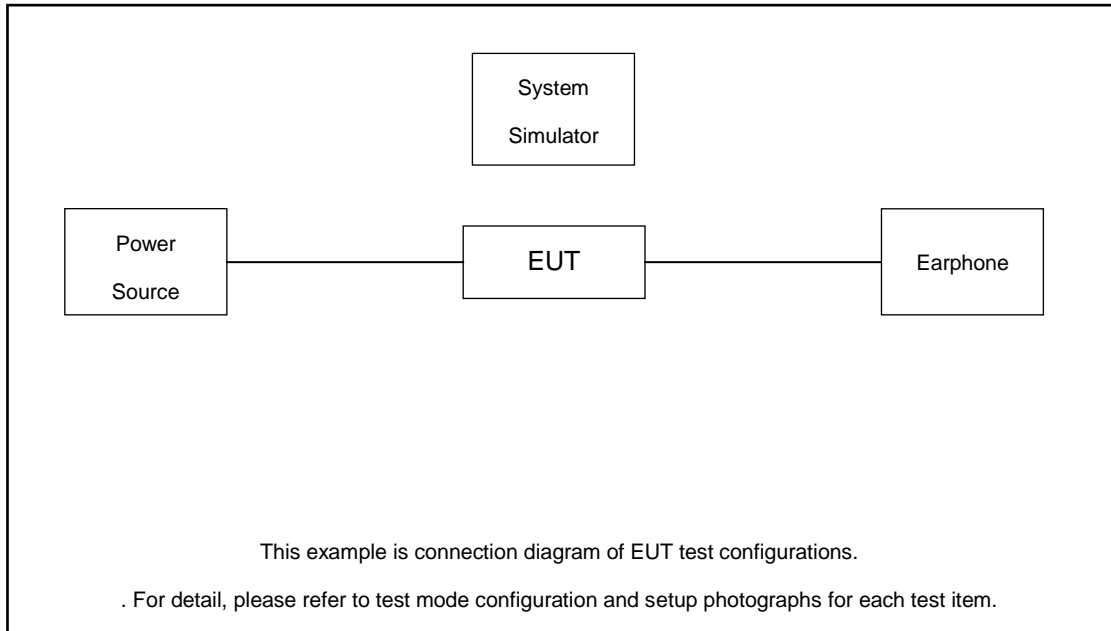 System
Simulator
Power
Source
EUT
Earphone
This example is connection diagram of EUT test configurations.
. For detail, please refer to test mode configuration and setup photographs for each test item.